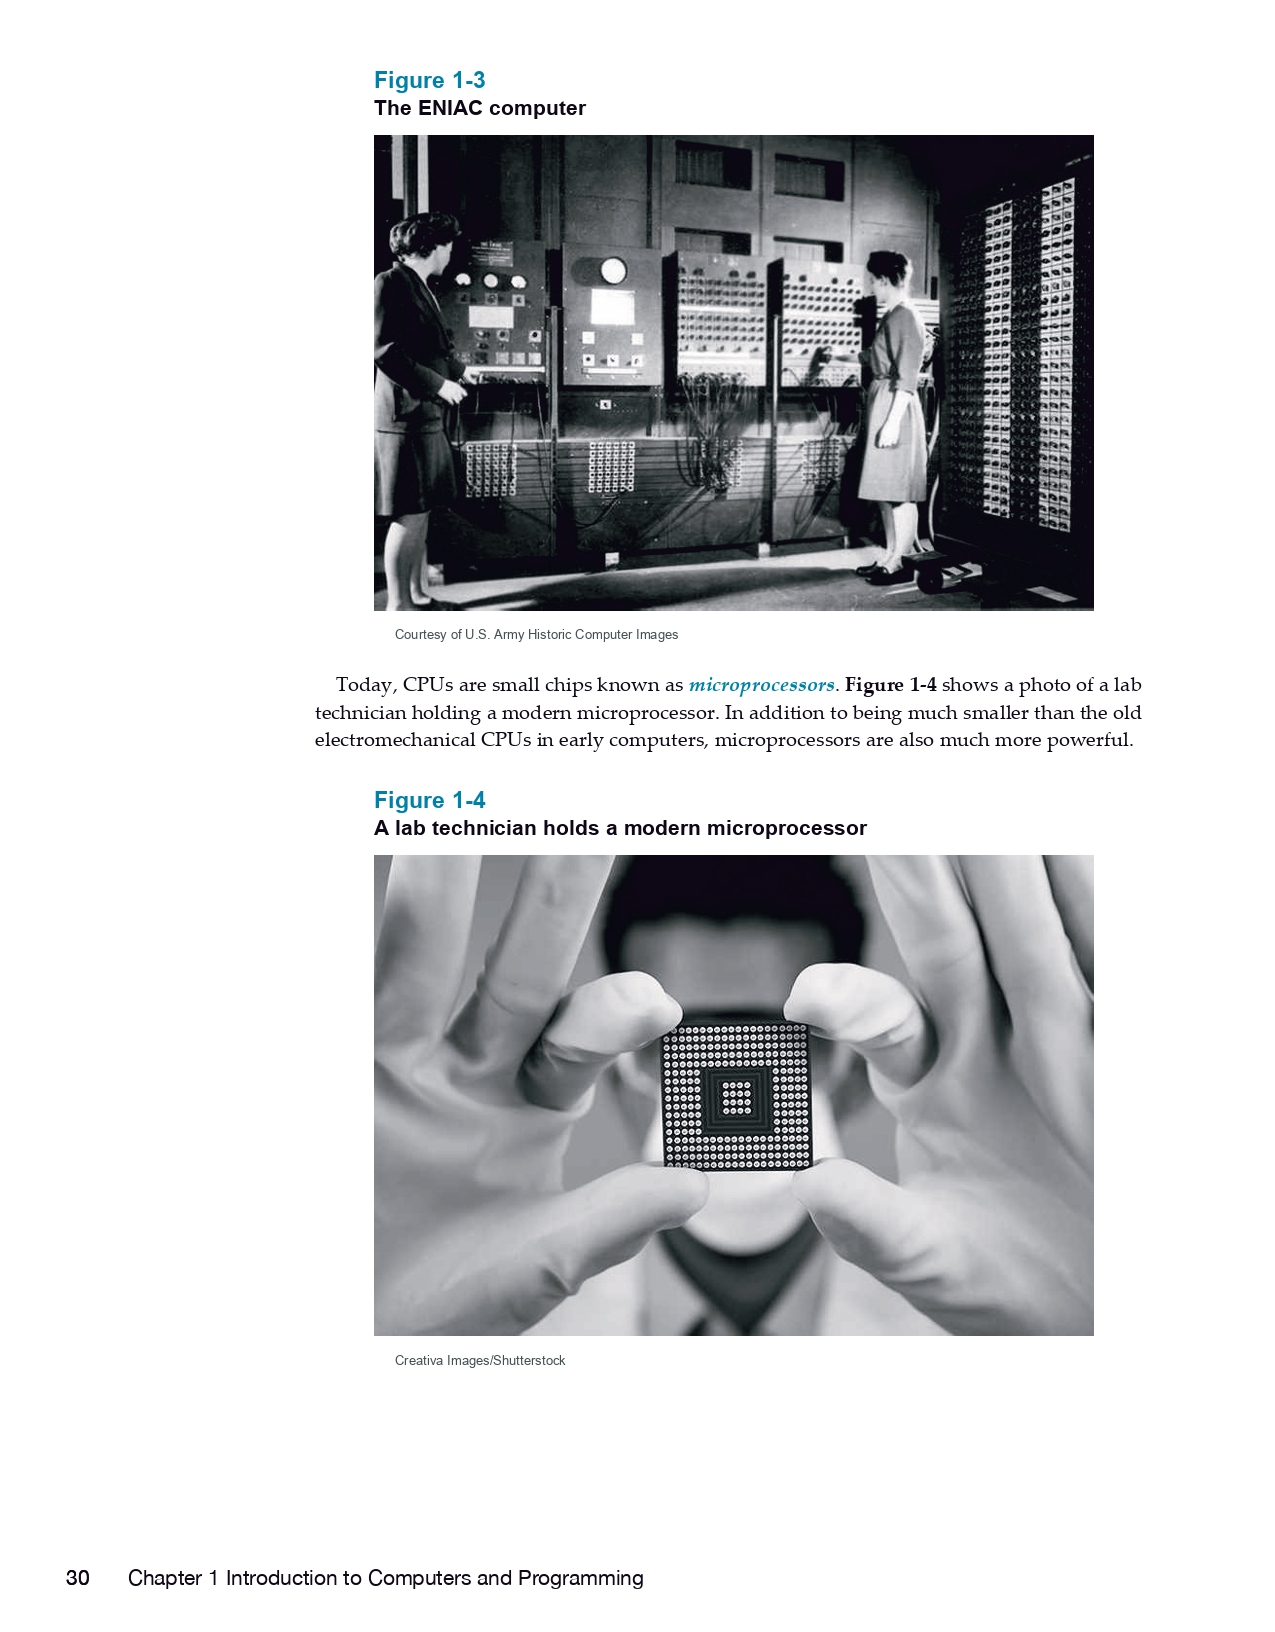 Figure 1-3
The ENIAC computer
Courtesy of U.S. Army Historic Computer Images
Today, CPUs are small chips known as microprocessors. Figure 1-4 shows a photo of a lab
technician holding a modern microprocessor. In addition to being much smaller than the old
electromechanical CPUs in early computers, microprocessors are also much more powerful.
Figure 1-4
A lab technician holds a modern microprocessor
Creativa Images/Shutterstock
30 Chapter 1 Introduction to Computers and Programming